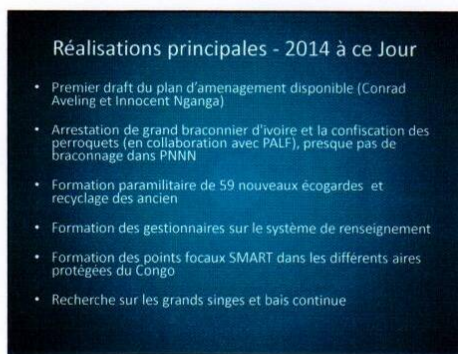 Réalisations principales - 2014 à ce Jour
• Premier draft du plan d'amenagement disponible (Conrad
Aveling et Innocent Nganga)
• Arrestation de grand braconnier d'ivoire et la confiscation des
perroquets (en collaboration avec PALF), presque pas de
braconnage dans PNNN
• Formation paramilitaire de 59 nouveaux écogardes et
recyclage des ancien
• Formation des gestionnaires sur le système de renseignement
• Formation des points focaux SMART dans les différents aires
protégées du Congo
• Recherche sur les grands singes et bais continue